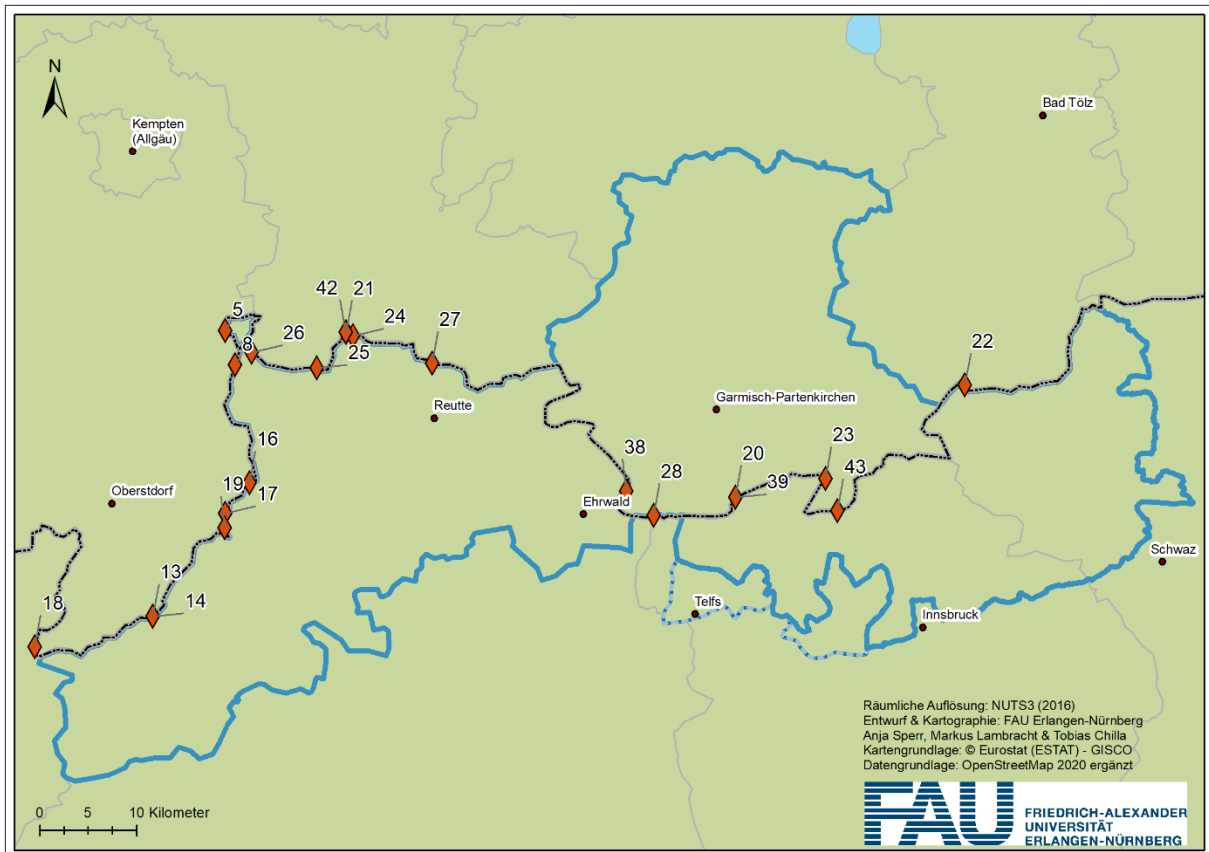 N
Kempten
(Allgäu)
Bad Tölz
5
42
21
24
27
26
8
25
22
Garmisch-Partenkirchen
Reutte
16
23
38
28
20
43
39
19
17
Oberstdorf
Ehrwald
Schwaz
13
14
18
Telfs
Innsbruck
Räumliche Auflösung: NUTS3 (2016)
Entwurf & Kartographie: FAU Erlangen-Nürnberg
Anja Sperr, Markus Lambracht & Tobias Chilla
Kartengrundlage: © Eurostat (ESTAT) - GISCO
Datengrundlage: OpenStreetMap 2020 ergänzt
0 5 10 Kilometer
FAU
FRIEDRICH-ALEXANDER
UNIVERSITÄT
ERLANGEN-NÜRNBERG